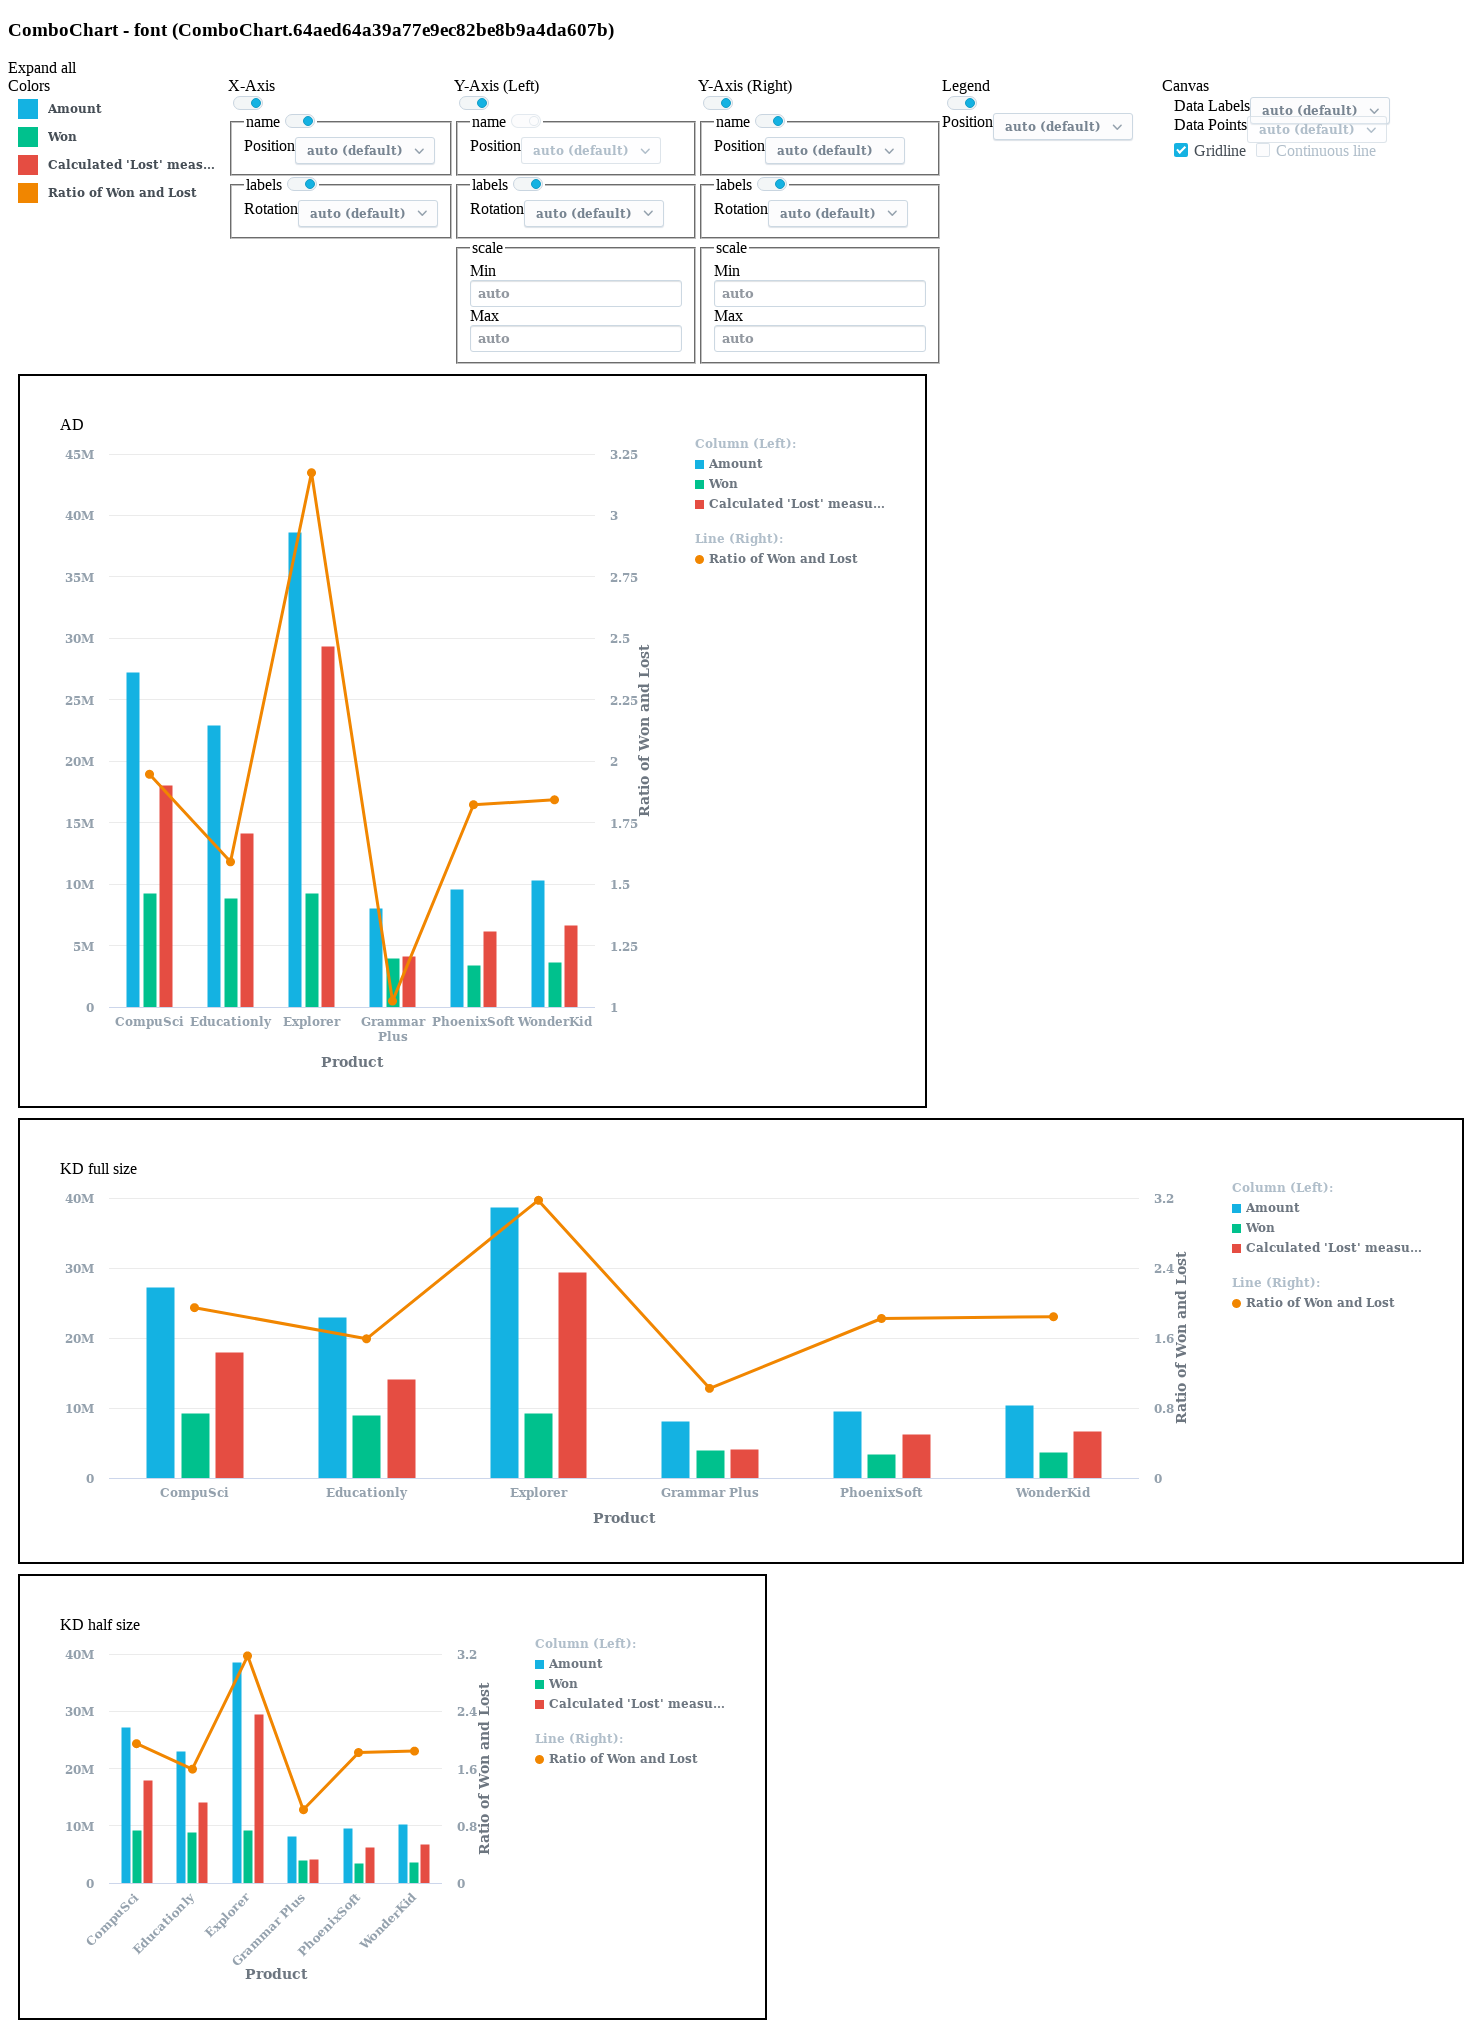 ComboChart - font (ComboChart.64aed64a39a77e9ec82be8b9a4da607b)
Expand all
Colors
Amount
Won
Calculated 'Lost' meas...
Ratio of Won and Lost
X-Axis
name
Position auto (default)
labels
Rotation auto (default)
Y-Axis (Left)
name
Position auto (default)
labels
Rotation auto (default)
scale
Min
auto
Max
auto
Y-Axis (Right)
name
Position auto (default)
labels
Rotation auto (default)
scale
Min
auto
Max
auto
Legend
Position auto (default)
Canvas
Data Labels auto (default)
Data Points auto (default)
Gridline Continuous line
AD
45M
40M
35M
30M
25M
20M
15M
10M
5M
0
3.25
3
2.75
2.5
2.25
2
1.75
1.5
1.25
1
Ratio of Won and Lost
CompuSci Educationly Explorer Grammar Plus PhoenixSoft WonderKid
Product
Column (Left):
Amount
Won
Calculated 'Lost' measu...
Line (Right):
Ratio of Won and Lost
KD full size
40M
30M
20M
10M
0
3.2
2.4
1.6
0.8
0
Ratio of Won and Lost
CompuSci Educationly Explorer Grammar Plus PhoenixSoft WonderKid
Product
Column (Left):
Amount
Won
Calculated 'Lost' measu...
Line (Right):
Ratio of Won and Lost
KD half size
40M
30M
20M
10M
0
3.2
2.4
1.6
0.8
0
Ratio of Won and Lost
CompuSci Educationly Explorer Grammar Plus PhoenixSoft WonderKid
Product
Column (Left):
Amount
Won
Calculated 'Lost' measu...
Line (Right):
Ratio of Won and Lost